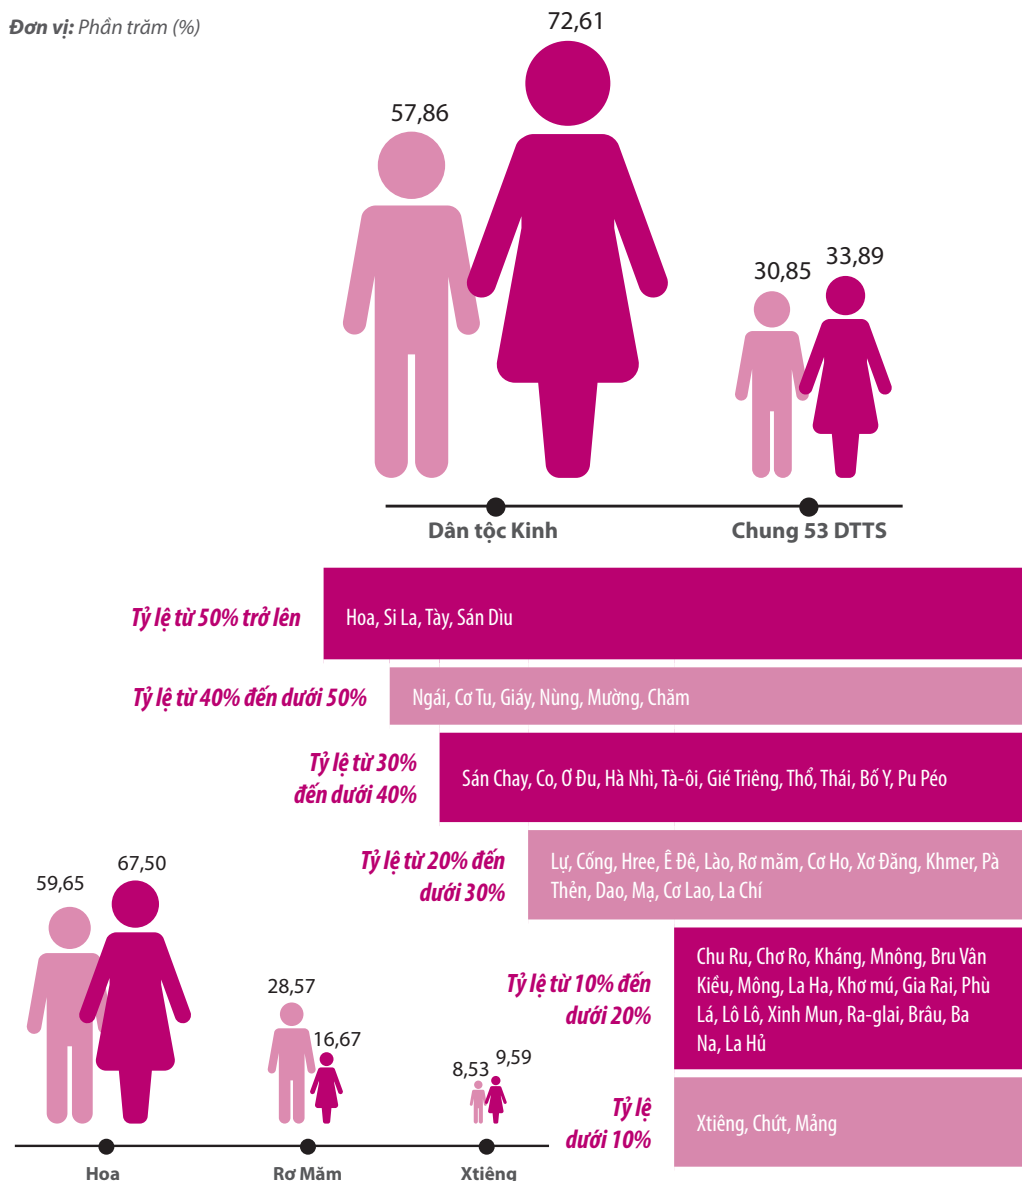 Đơn vị: Phần trăm (%)
72,61
57,86
30,85
33,89
Dân tộc Kinh
Chung 53 DTTS
Tỷ lệ từ 50% trở lên
Hoa, Si La, Tày, Sán Dìu
Tỷ lệ từ 40% đến dưới 50%
Ngái, Cơ Tu, Giáy, Nùng, Mường, Chăm
Tỷ lệ từ 30%
đến dưới 40%
Sán Chay, Co, Ơ Đu, Hà Nhì, Tà-ôi, Gié Triêng, Thổ, Thái, Bố Y, Pu Péo
Tỷ lệ từ 20% đến
dưới 30%
Lự, Cống, Hree, Ê Đê, Lào, Rơ măm, Cơ Ho, Xơ Đăng, Khmer, Pà
Thẻn, Dao, Mạ, Cơ Lao, La Chí
Tỷ lệ từ 10% đến
dưới 20%
Chu Ru, Chơ Ro, Kháng, Mnông, Bru Vân
Kiều, Mông, La Ha, Khơ mú, Gia Rai, Phù
Lá, Lô Lô, Xinh Mun, Ra-glai, Brâu, Ba
Na, La Hủ
Tỷ lệ
dưới 10%
Xtiêng, Chứt, Mảng
59,65
67,50
28,57
16,67
8,53
9,59
Hoa
Rơ Măm
Xtiêng